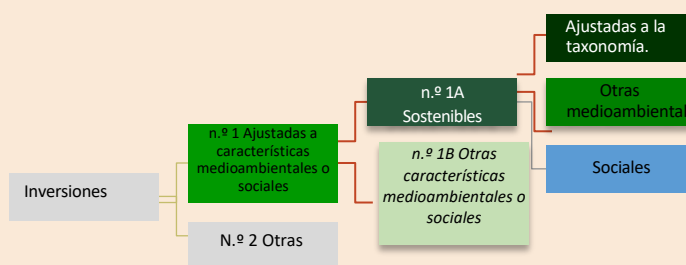 Ajustadas a la
taxonomía.
n.º 1A
Sostenibles
Otras
medioambiental
n.º 1 Ajustadas a
características
medioambientales o
sociales
n.º 1B Otras
características
medioambientales o
sociales
Sociales
Inversiones
N.º 2 Otras